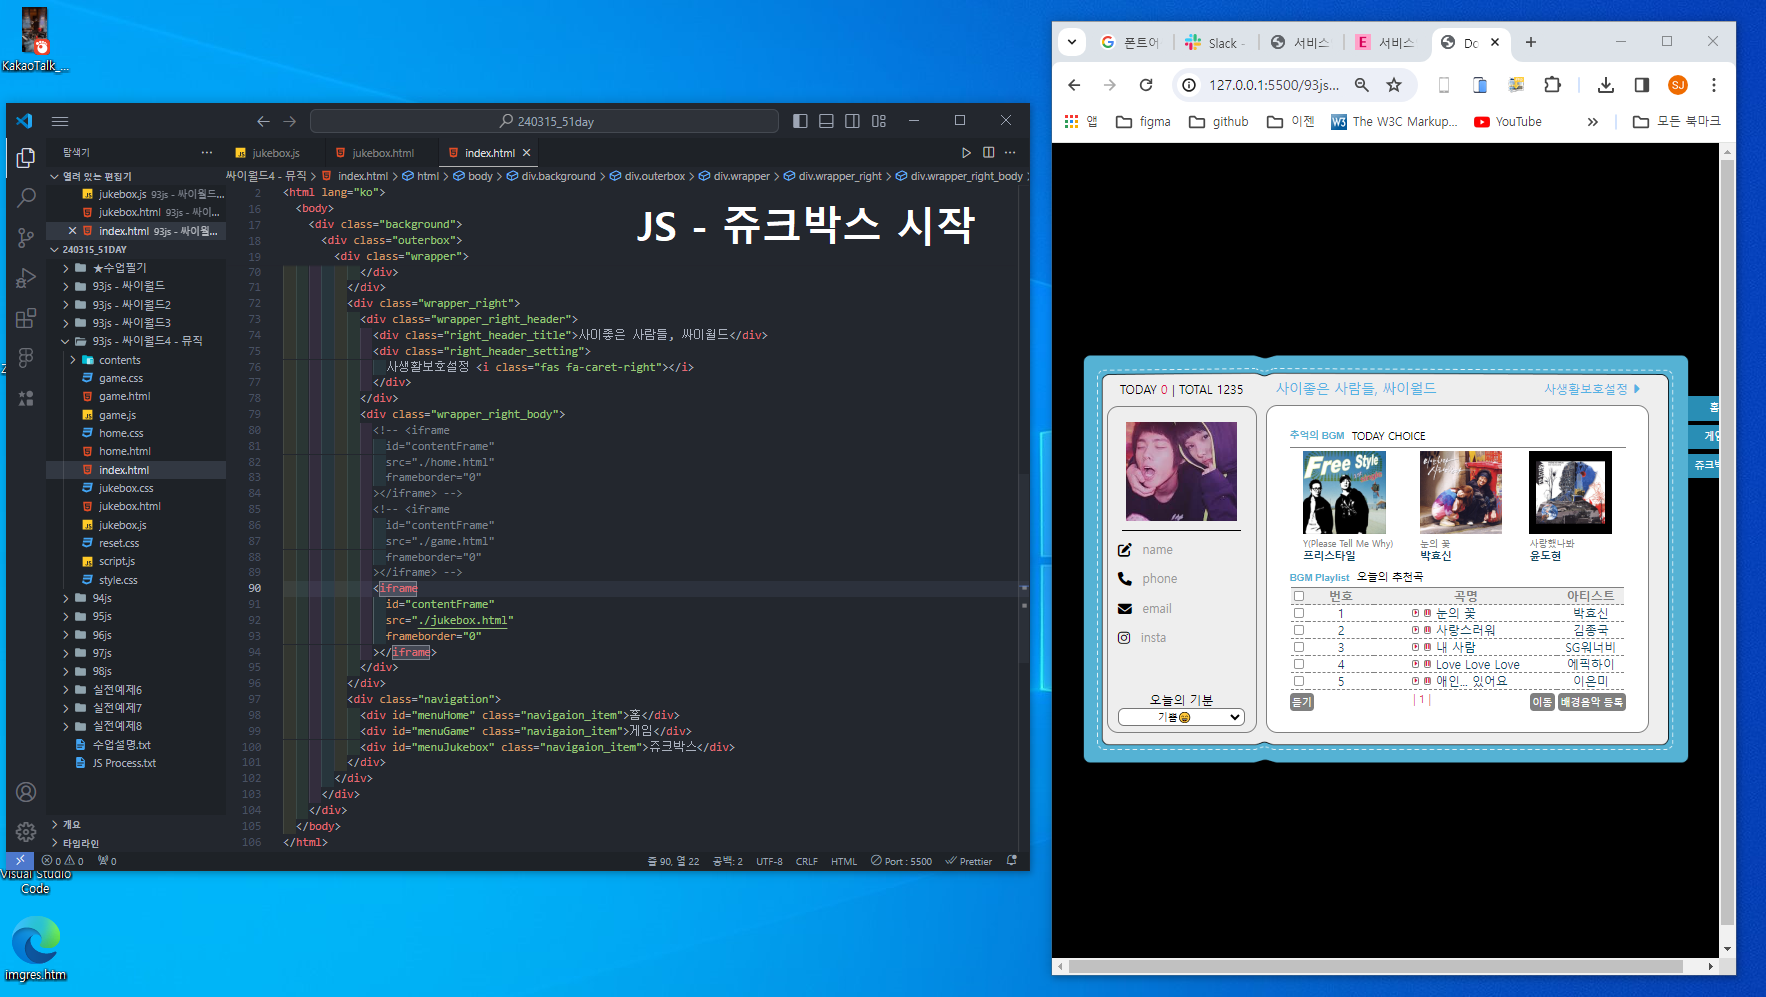 KakaoTalk_...
240315_51day
탐색기
jukebox.js
jukebox.html
index.html
열려 있는 편집기
jukebox.js 93js - 싸이월드...
jukebox.html 93js - 싸이...
index.html 93js - 싸이월...
240315_51DAY
★수업필기
93js - 싸이월드
93js - 싸이월드2
93js - 싸이월드3
93js - 싸이월드4 - 뮤직
contents
game.css
game.html
game.js
home.css
home.html
index.html
jukebox.css
jukebox.html
jukebox.js
reset.css
script.js
style.css
94js
95js
96js
97js
98js
실전예제6
실전예제7
실전예제8
수업설명.txt
JS Process.txt
개요
타임라인
싸이월드4 - 뮤직 > index.html > html > body > div.background > div.outerbox > div.wrapper > div.wrapper_right > div.wrapper_right_body >
JS - 쥬크박스 시작
2 <html lang="ko">
16 <body>
17 <div class="background">
18 <div class="outerbox">
19 <div class="wrapper">
70 </div>
71 </div>
72 <div class="wrapper_right">
73 <div class="wrapper_right_header">
74 <div class="right_header_title">사이좋은 사람들, 싸이월드</div>
75 <div class="right_header_setting">
76 사생활보호설정 <i class="fas fa-caret-right"></i>
77 </div>
78 </div>
79 <div class="wrapper_right_body">
80 <!-- <iframe
81 id="contentFrame"
82 src="./home.html"
83 frameborder="0"
84 ></iframe> -->
85 <!-- <iframe
86 id="contentFrame"
87 src="./game.html"
88 frameborder="0"
89 ></iframe> -->
90 <iframe
91 id="contentFrame"
92 src="./jukebox.html"
93 frameborder="0"
94 ></iframe>
95 </div>
96 </div>
97 <div class="navigation">
98 <div id="menuHome" class="navigaion_item">홈</div>
99 <div id="menuGame" class="navigaion_item">게임</div>
100 <div id="menuJukebox" class="navigaion_item">쥬크박스</div>
101 </div>
102 </div>
103 </div>
104 </div>
105 </body>
106 </html>
0 0 0
줄 90, 열 22 공백: 2 UTF-8 CRLF HTML Port : 5500 Prettier
Visual Studio
Code
imgres.htm
폰트어
Slack -
서비스
E 서비스
Do
127.0.0.1:5500/93js...
SJ
앱 figma github 이젠 W3 The W3C Markup... YouTube » 모든 북마크
TODAY 0 | TOTAL 1235
사이좋은 사람들, 싸이월드
사생활보호설정
홈
게임
쥬크박
name
phone
email
insta
오늘의 기분
기쁨😀
추억의 BGM TODAY CHOICE
Free Style
Y(Please Tell Me Why)
프리스타일
눈의 꽃
박효신
사랑했나봐
윤도현
BGM Playlist 오늘의 추천곡
번호 곡명 아티스트
1 눈의 꽃 박효신
2 사랑스러워 김종국
3 내 사람 SG워너비
4 Love Love Love 에픽하이
5 애인... 있어요 이은미
듣기 | 1 | 이동 배경음악 등록